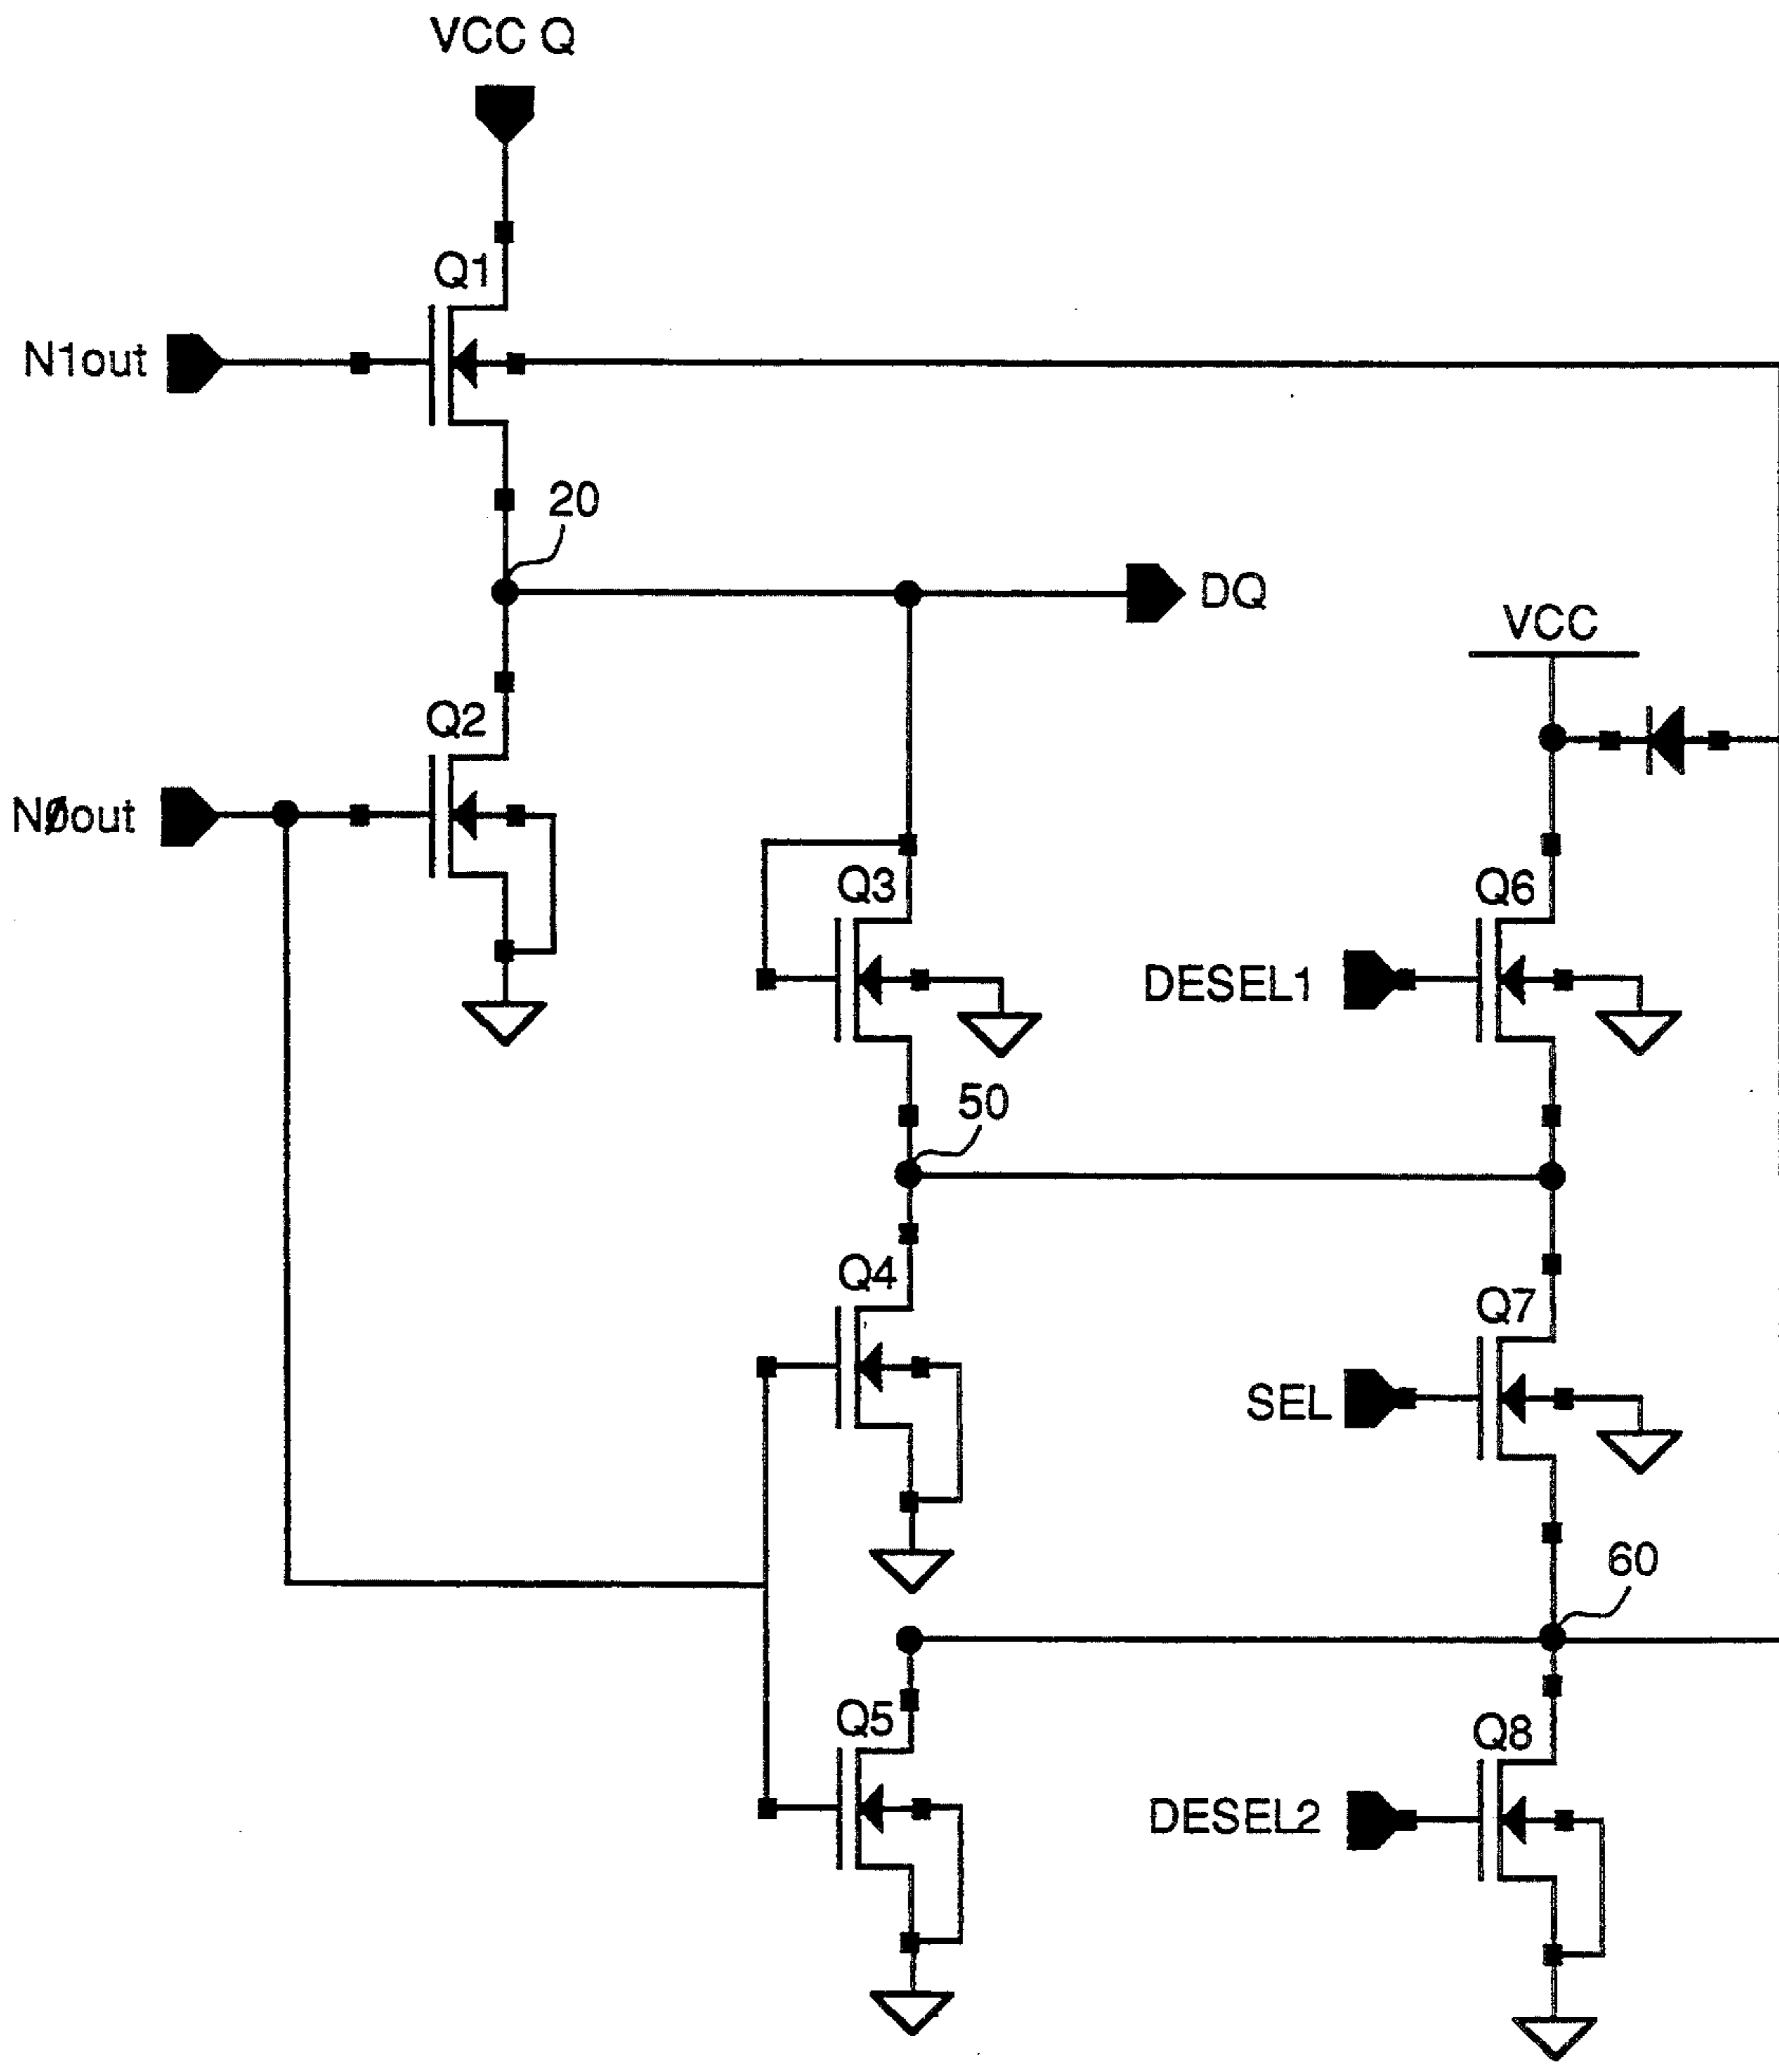 VCC Q
Q1
N1out
20
DQ
VCC
Q2
NØout
Q3
Q6
DESEL1
50
Q4
Q7
SEL
60
Q5
Q8
DESEL2